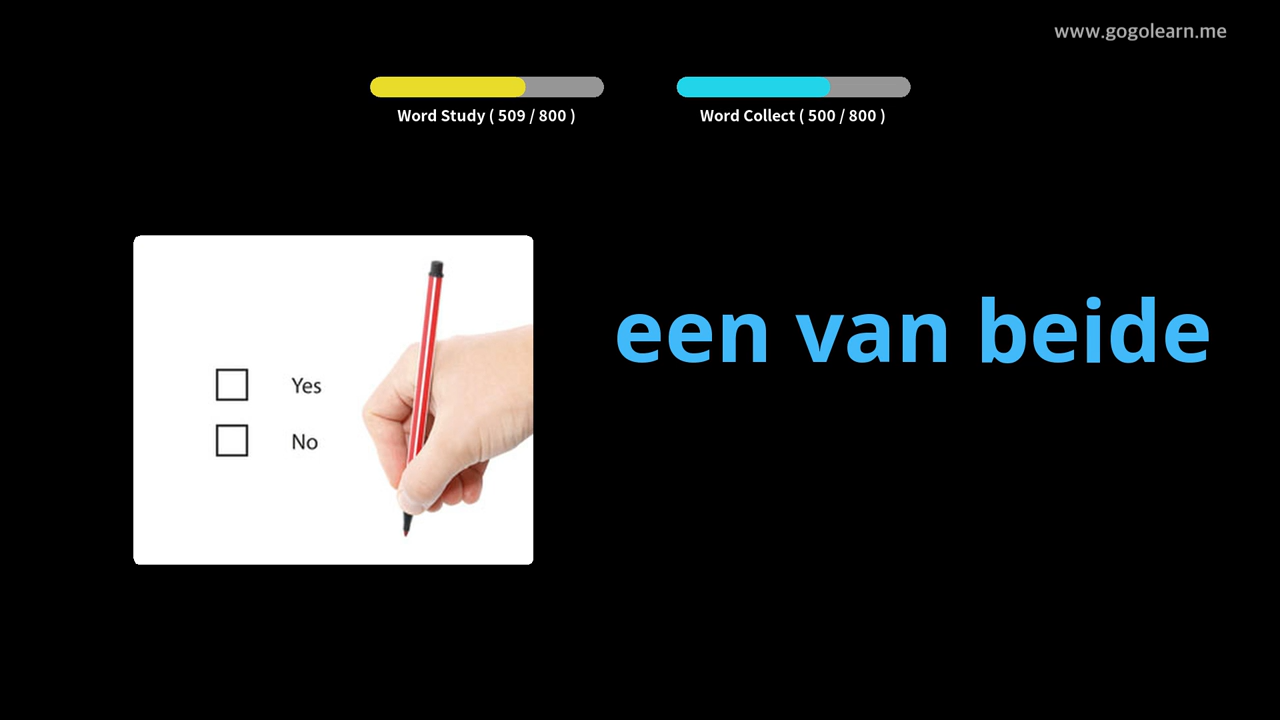 www.gogolearn.me
Word Study ( 509 / 800 )
Word Collect ( 500 / 800 )
een van beide
Yes
No